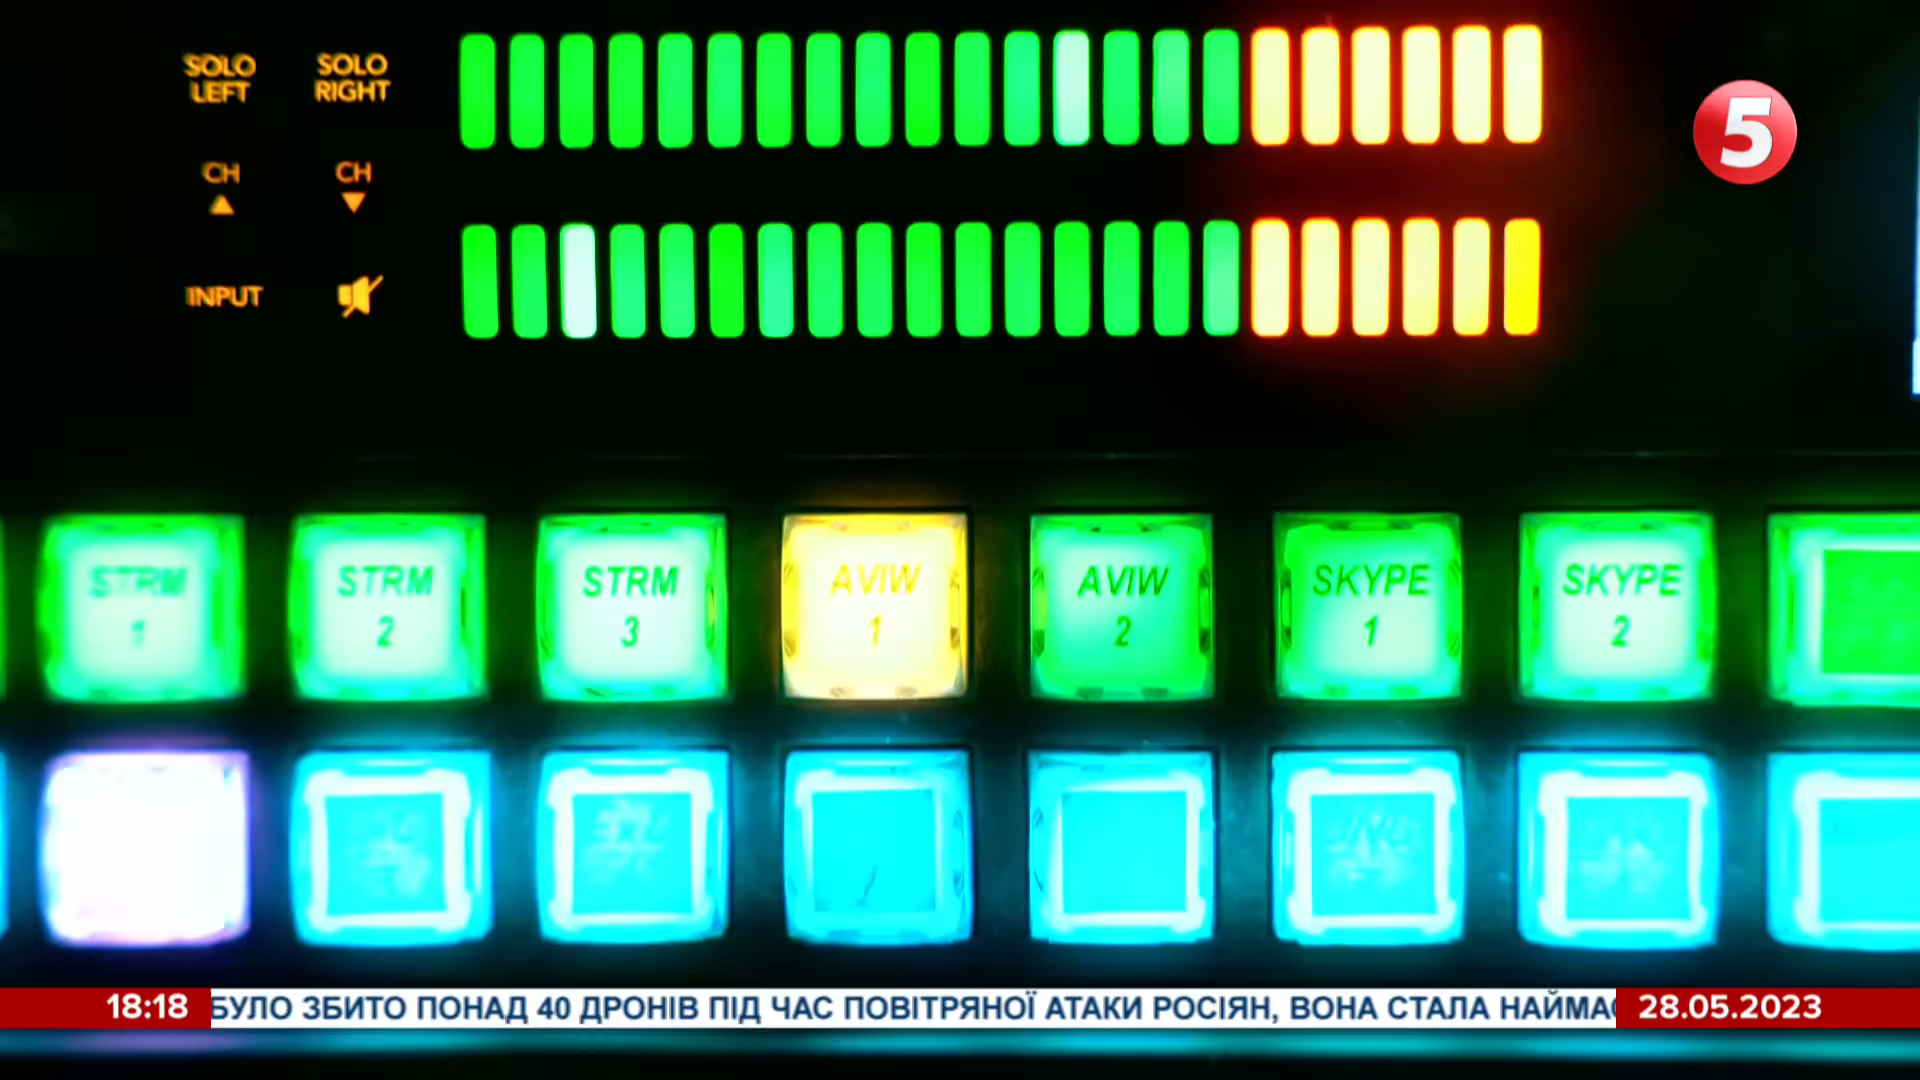 SOLO LEFT
SOLO RIGHT
CH
CH
INPUT
5
STRM 1
STRM 2
STRM 3
AVIW 1
AVIW 2
SKYPE 1
SKYPE 2
18:18
БУЛО ЗБИТО ПОНАД 40 ДРОНІВ ПІД ЧАС ПОВІТРЯНОЇ АТАКИ РОСІЯН, ВОНА СТАЛА
28.05.2023